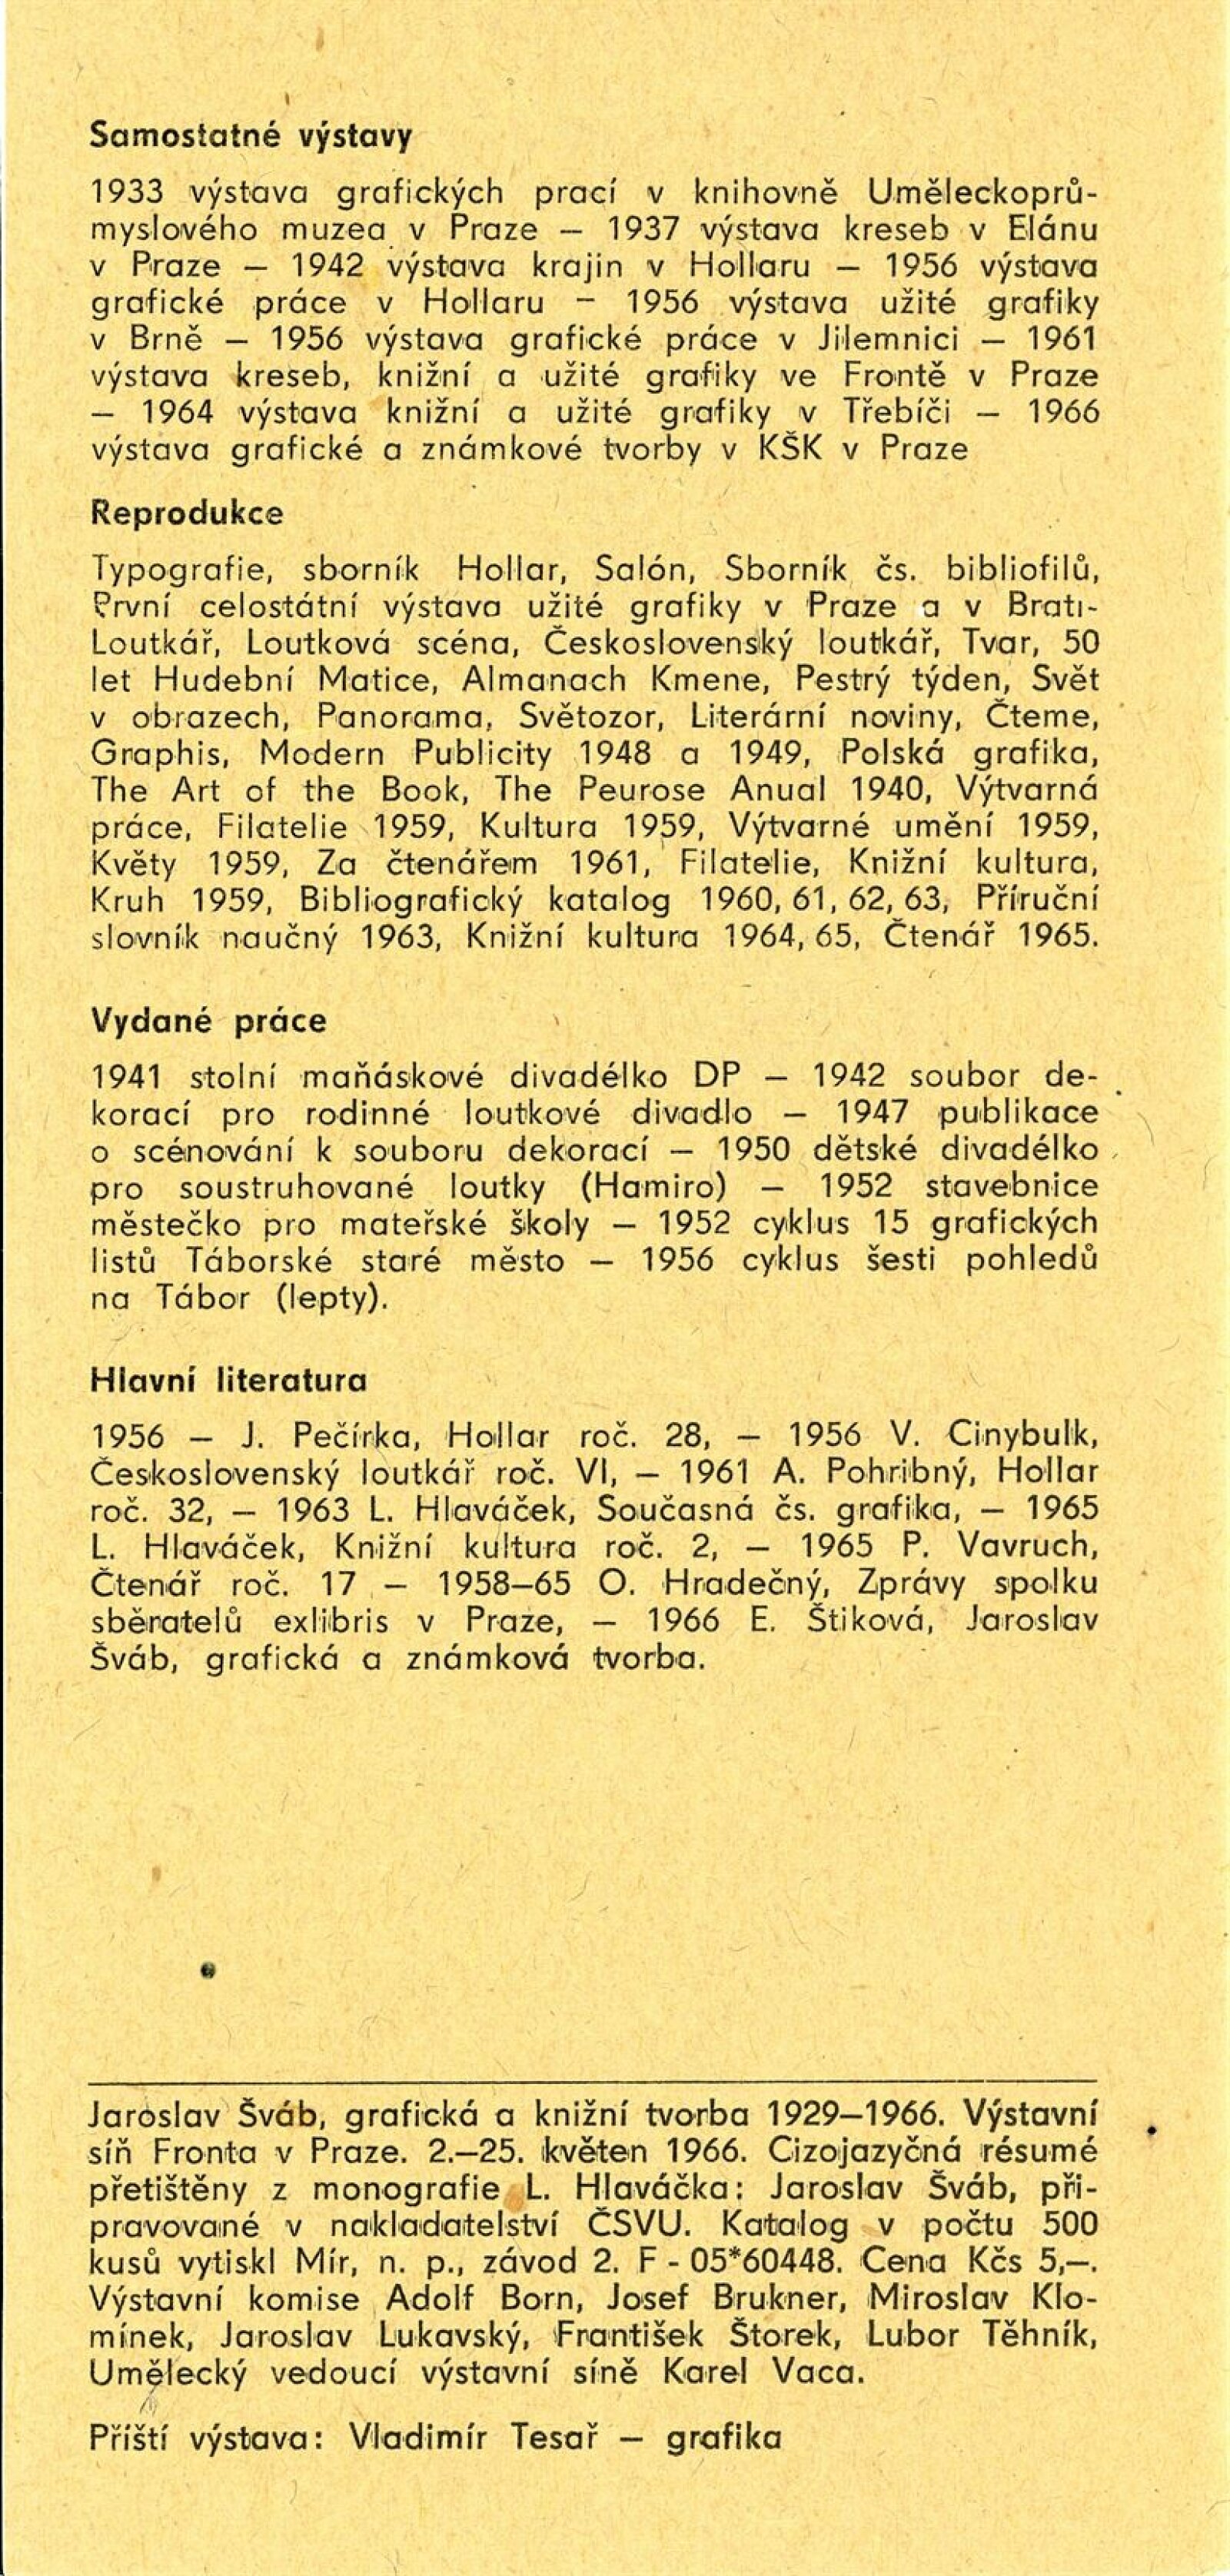 Samostatné výstavy
1933 výstava grafických prací v knihovně Uměleckoprů-
myslového muzea v Praze – 1937 výstava kreseb v Elánu
v Praze – 1942 výstava krajin v Hollaru – 1956 výstava
grafické práce v Hollaru – 1956 výstava užité grafiky
v Brně – 1956 výstava grafické práce v Jilemnici – 1961
výstava kreseb, knižní a užité grafiky ve Frontě v Praze
– 1964 výstava knižní a užité grafiky v Třebíči – 1966
výstava grafické a známkové tvorby v KŠK v Praze
Reprodukce
Typografie, sborník Hollar, Salón, Sborník čs. bibliofilů,
První celostátní výstava užité grafiky v Praze a v Brati-
Loutkář, Loutková scéna, Československý loutkář, Tvar, 50
let Hudební Matice, Almanach Kmene, Pestrý týden, Svět
v obrazech, Panorama, Světozor, Literární noviny, Čteme,
Graphis, Modern Publicity 1948 a 1949, Polská grafika,
The Art of the Book, The Peurose Anual 1940, Výtvarná
práce, Filatelie 1959, Kultura 1959, Výtvarné umění 1959,
Květy 1959, Za čtenářem 1961, Filatelie, Knižní kultura,
Kruh 1959, Bibliografický katalog 1960, 61, 62, 63, Příruční
slovník naučný 1963, Knižní kultura 1964, 65, Čtenář 1965.
Vydané práce
1941 stolní maňáskové divadélko DP – 1942 soubor de-
korací pro rodinné loutkové divadlo – 1947 publikace
o scénování k souboru dekorací – 1950 dětské divadélko
pro soustruhované loutky (Hamiro) – 1952 stavebnice
městečko pro mateřské školy – 1952 cyklus 15 grafických
listů Táborské staré město – 1956 cyklus šesti pohledů
na Tábor (lepty).
Hlavní literatura
1956 – J. Pečírka, Hollar roč. 28, – 1956 V. Cinybulk,
Československý loutkář roč. VI, – 1961 A. Pohribný, Hollar
roč. 32, – 1963 L. Hlaváček, Současná čs. grafika, – 1965
L. Hlaváček, Knižní kultura roč. 2, – 1965 P. Vavruch,
Čtenář roč. 17 – 1958–65 O. Hradečný, Zprávy spolku
sběratelů exlibris v Praze, – 1966 E. Štiková, Jaroslav
Šváb, grafická a známková tvorba.
Jaroslav Šváb, grafická a knižní tvorba 1929–1966. Výstavní
síň Fronta v Praze. 2.–25. květen 1966. Cizojazyčná résumé
přetištěny z monografie L. Hlaváčka: Jaroslav Šváb, při-
pravované v nakladatelství ČSVU. Katalog v počtu 500
kusů vytiskl Mír, n. p., závod 2. F - 05*60448. Cena Kčs 5,–.
Výstavní komise Adolf Born, Josef Brukner, Miroslav Klo-
mínek, Jaroslav Lukavský, František Štorek, Lubor Těhník,
Umělecký vedoucí výstavní síně Karel Vaca.
Příští výstava: Vladimír Tesař – grafika